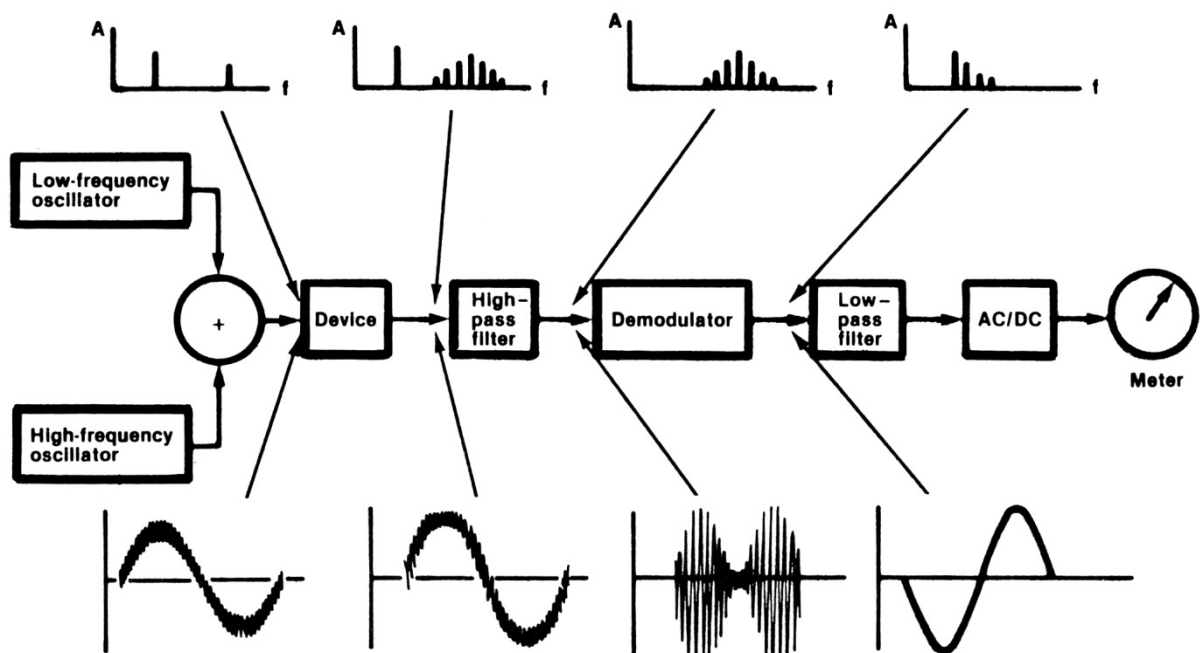 A
f
A
f
A
f
A
f
Low-frequency
oscillator
+
Device
High-
pass
filter
Demodulator
Low-
pass
filter
AC/DC
Meter
High-frequency
oscillator